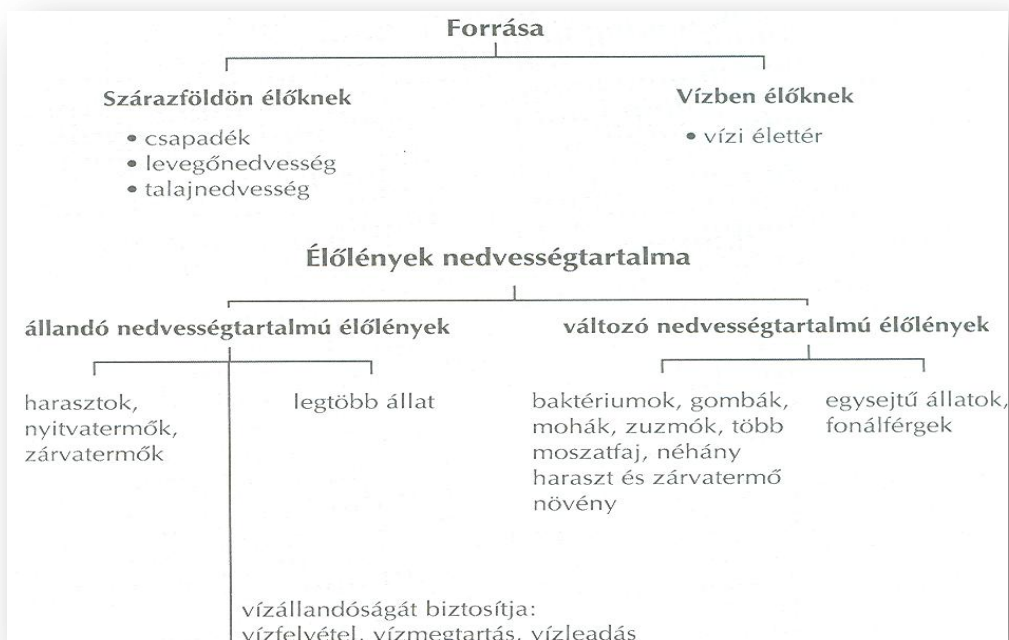 Forrása
Szárazföldön élőknek
• csapadék
• levegőnedvesség
• talajnedvesség
Vízben élőknek
• vízi élettér
Élőlények nedvességtartalma
állandó nedvességtartalmú élőlények
harasztok,
nyitvatermők,
zárvatermők
legtöbb állat
változó nedvességtartalmú élőlények
baktériumok, gombák,
mohák, zuzmók, több
moszatfaj, néhány
haraszt és zárvatermő
növény
egysejtű állatok,
fonálférgek
vízállandóságát biztosítja:
vízfelvétel, vízmegtartás, vízleadás